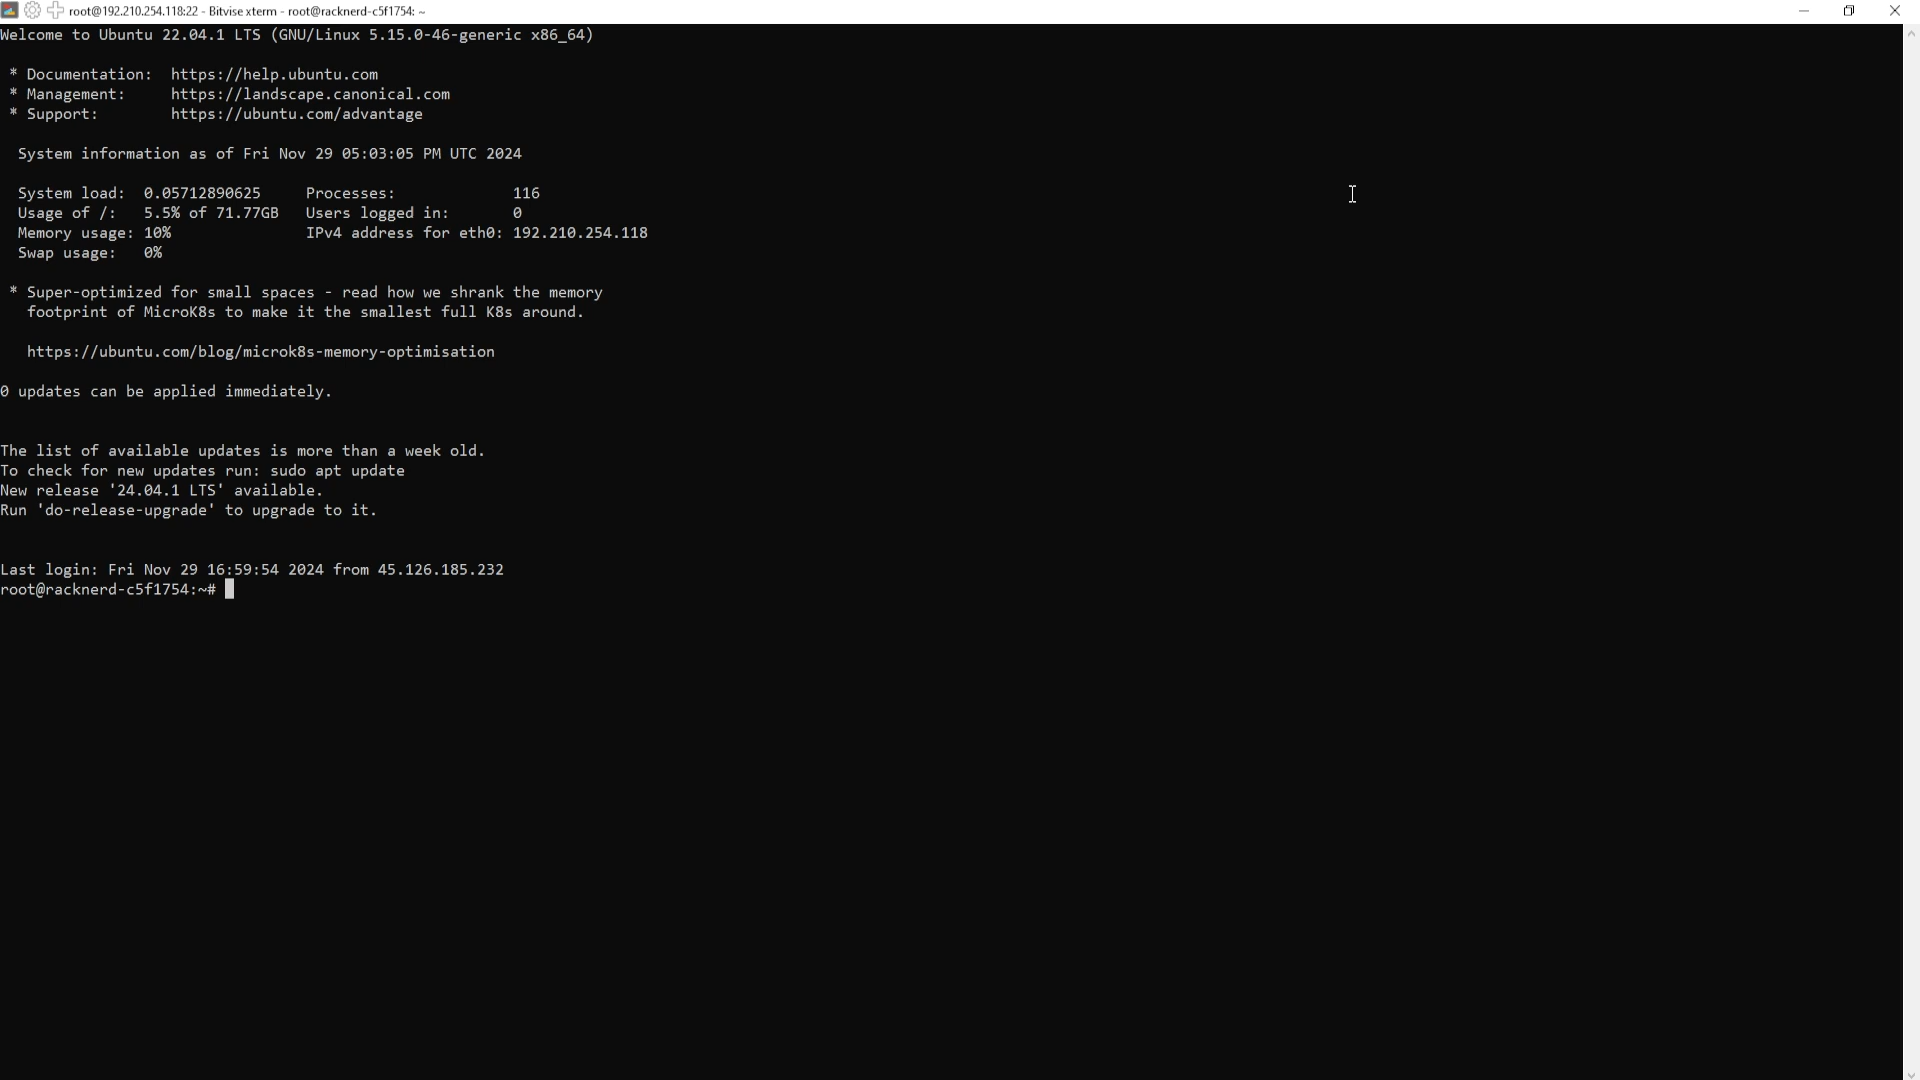 root@192.210.254.118:22 - Bitvise xterm - root@racknerd-c5f1754: ~
Welcome to Ubuntu 22.04.1 LTS (GNU/Linux 5.15.0-46-generic x86_64)
* Documentation:  https://help.ubuntu.com
* Management:     https://landscape.canonical.com
* Support:        https://ubuntu.com/advantage
System information as of Fri Nov 29 05:03:05 PM UTC 2024
System load:  0.05712890625     Processes:             116
Usage of /:   5.5% of 71.77GB   Users logged in:       0
Memory usage: 10%               IPv4 address for eth0: 192.210.254.118
Swap usage:   0%
* Super-optimized for small spaces - read how we shrank the memory
footprint of MicroK8s to make it the smallest full K8s around.
https://ubuntu.com/blog/microk8s-memory-optimisation
0 updates can be applied immediately.
The list of available updates is more than a week old.
To check for new updates run: sudo apt update
New release '24.04.1 LTS' available.
Run 'do-release-upgrade' to upgrade to it.
Last login: Fri Nov 29 16:59:54 2024 from 45.126.185.232
root@racknerd-c5f1754:~#